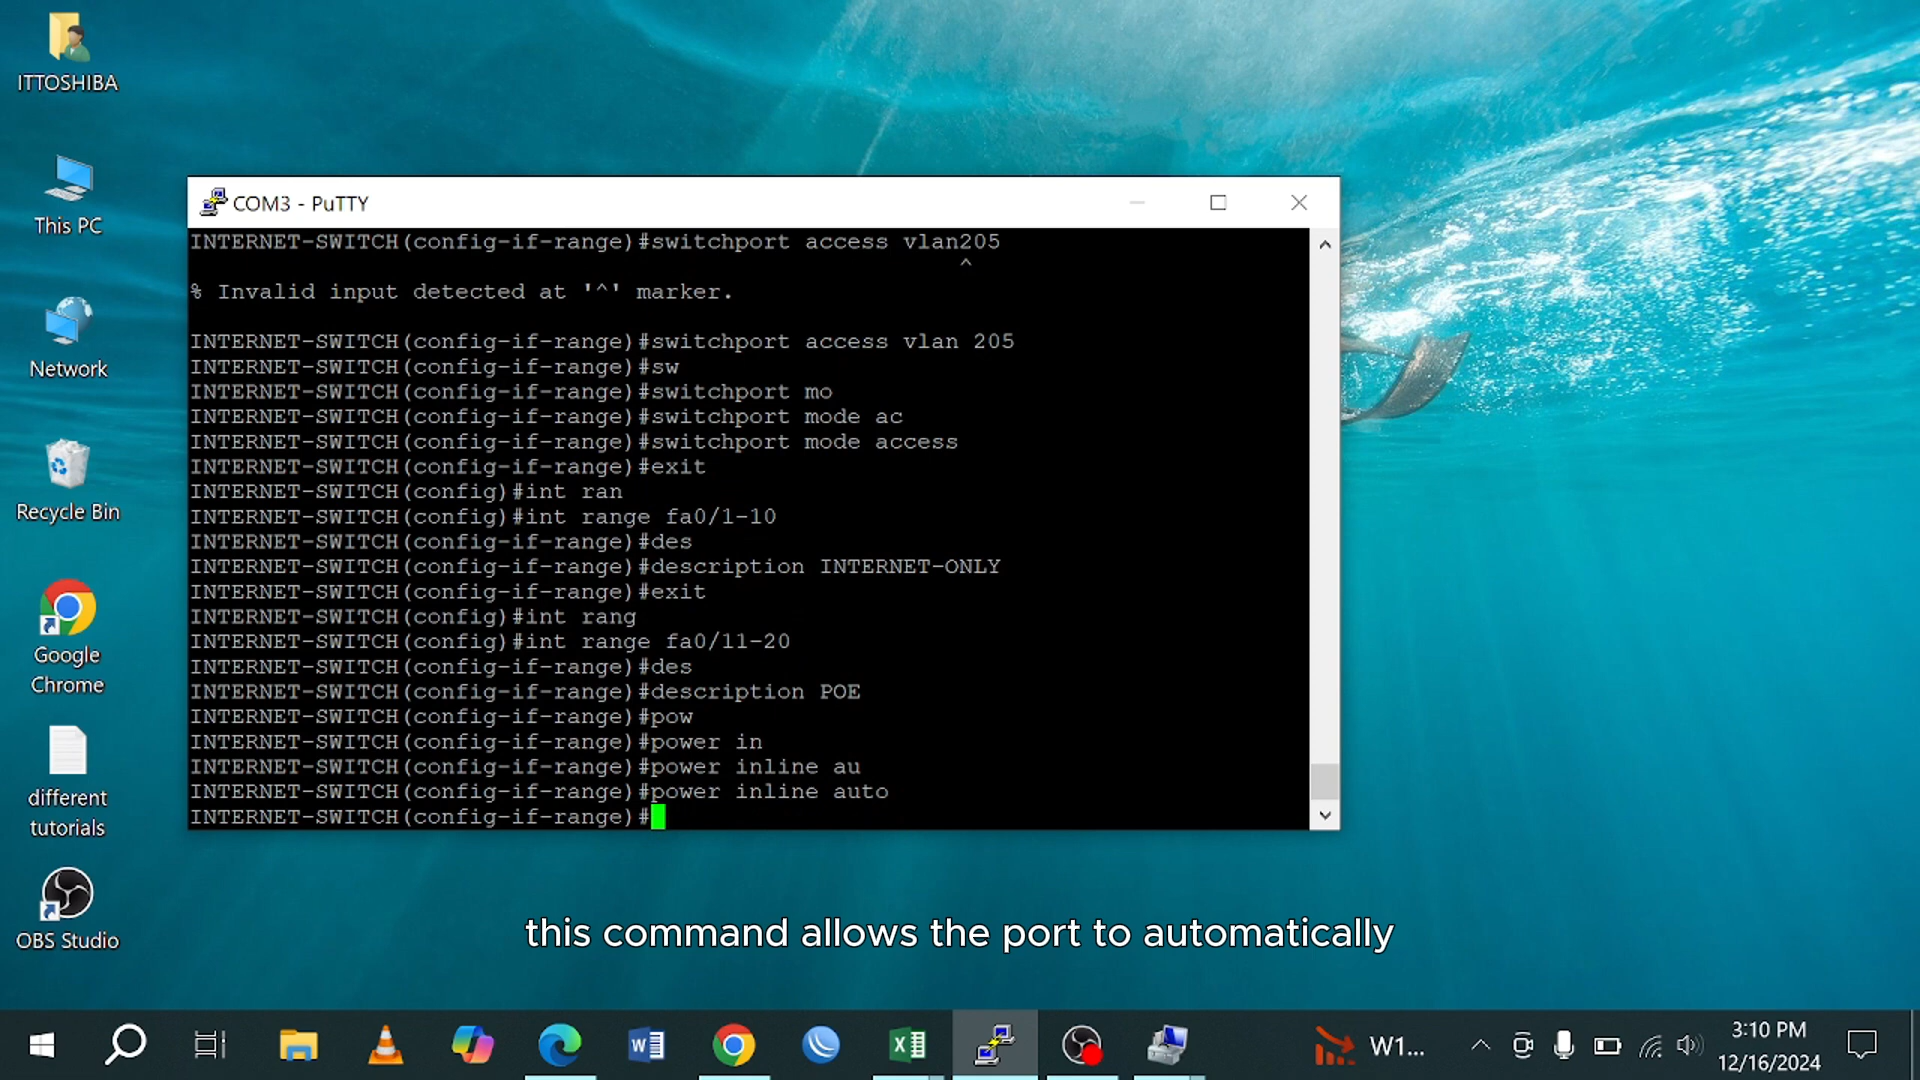 ITTOSHIBA
This PC
Network
Recycle Bin
Google
Chrome
different
tutorials
OBS Studio
COM3 - PuTTY
INTERNET-SWITCH(config-if-range)#switchport access vlan205
^
% Invalid input detected at '^' marker.
INTERNET-SWITCH(config-if-range)#switchport access vlan 205
INTERNET-SWITCH(config-if-range)#sw
INTERNET-SWITCH(config-if-range)#switchport mo
INTERNET-SWITCH(config-if-range)#switchport mode ac
INTERNET-SWITCH(config-if-range)#switchport mode access
INTERNET-SWITCH(config-if-range)#exit
INTERNET-SWITCH(config)#int ran
INTERNET-SWITCH(config)#int range fa0/1-10
INTERNET-SWITCH(config-if-range)#des
INTERNET-SWITCH(config-if-range)#description INTERNET-ONLY
INTERNET-SWITCH(config-if-range)#exit
INTERNET-SWITCH(config)#int rang
INTERNET-SWITCH(config)#int range fa0/11-20
INTERNET-SWITCH(config-if-range)#des
INTERNET-SWITCH(config-if-range)#description POE
INTERNET-SWITCH(config-if-range)#pow
INTERNET-SWITCH(config-if-range)#power in
INTERNET-SWITCH(config-if-range)#power inline au
INTERNET-SWITCH(config-if-range)#power inline auto
INTERNET-SWITCH(config-if-range)#
this command allows the port to automatically
W1...
3:10 PM
12/16/2024